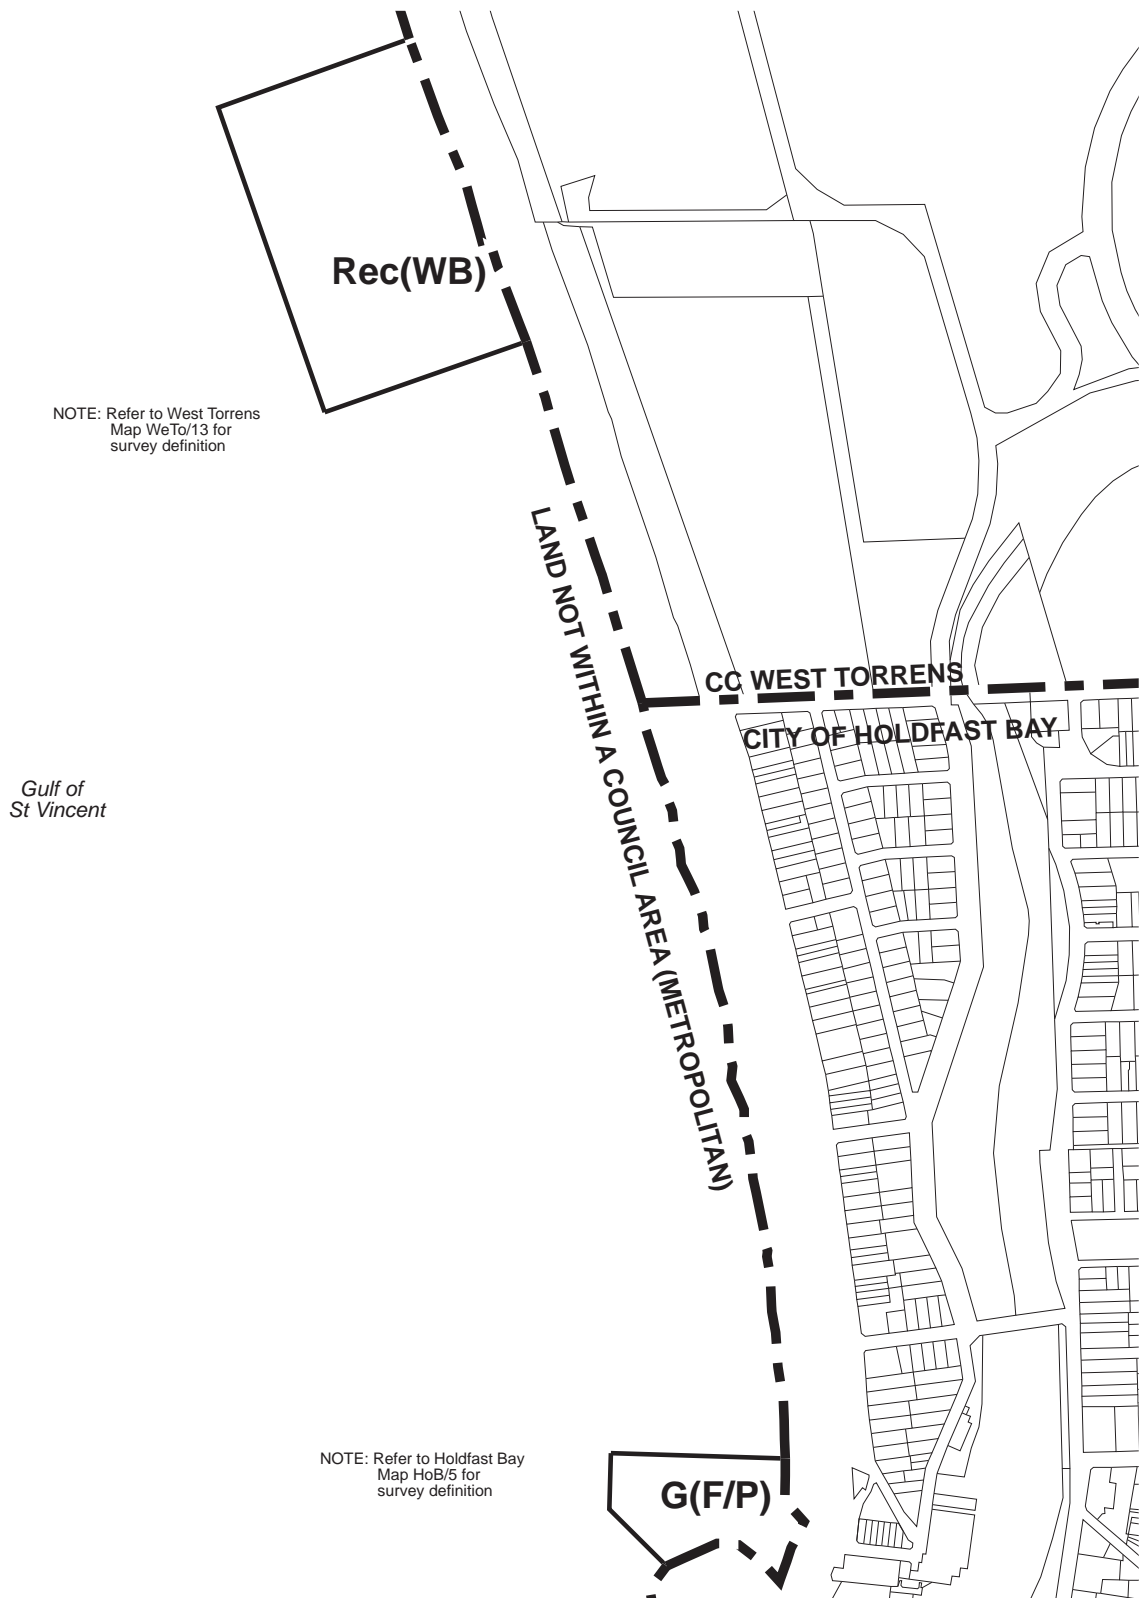 Rec(WB)
NOTE: Refer to West Torrens
Map WeTo/13 for
survey definition
LAND NOT WITHIN A COUNCIL AREA (METROPOLITAN)
CC WEST TORRENS
CITY OF HOLDFAST BAY
Gulf of
St Vincent
NOTE: Refer to Holdfast Bay
Map HoB/5 for
survey definition
G(F/P)